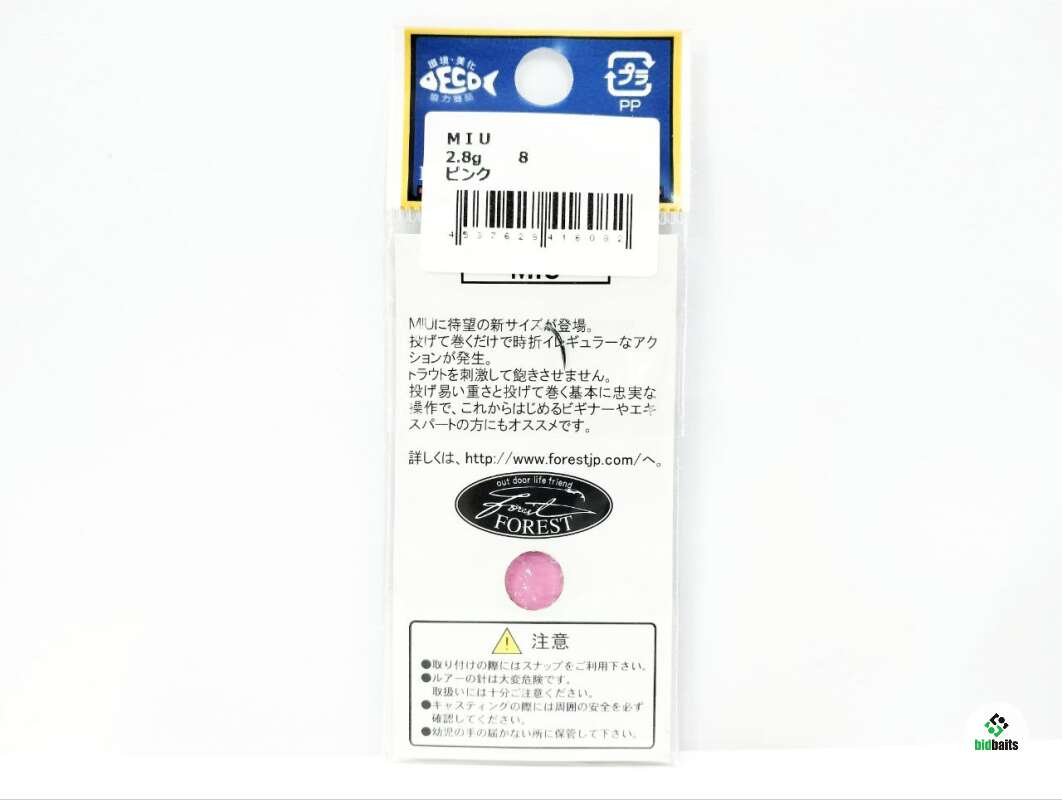 環境・美化
ECO
協力商品
プラ
PP
MIU
2.8g 8
ピンク
4 537628 416082
MIU
MIUに待望の新サイズが登場。
投げて巻くだけで時折イレギュラーなアク
ションが発生。
トラウトを刺激して飽きさせません。
投げ易い重さと投げて巻く基本に忠実な
操作で、これからはじめるビギナーやエキ
スパートの方にもオススメです。
詳しくは、http://www.forestjp.com/へ。
out door life friend
Forest
FOREST
注意
●取り付けの際にはスナップをご利用下さい。
●ルアーの針は大変危険です。
取扱いには十分ご注意ください。
●キャスティングの際には周囲の安全を必ず
確認してください。
●幼児の手の届かない所に保管して下さい。
bidbaits